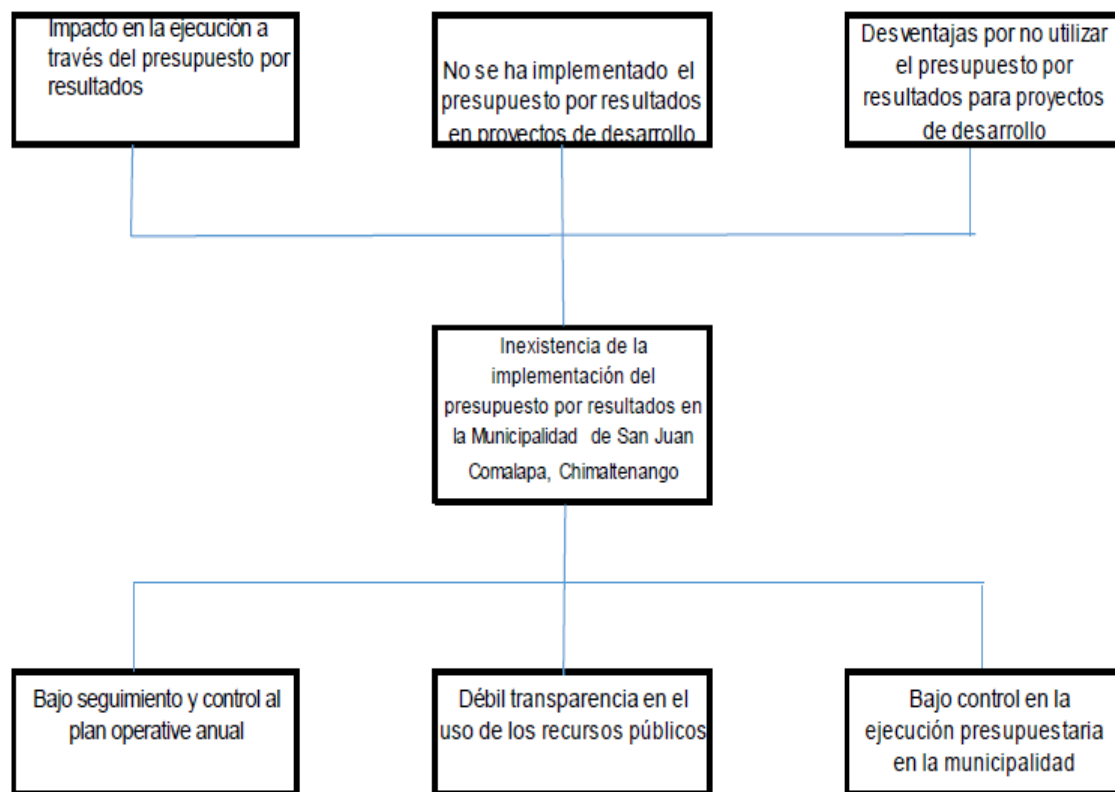 Impacto en la ejecución a
través del presupuesto por
resultados
No se ha implementado el
presupuesto por resultados
en proyectos de desarrollo
Desventajas por no utilizar
el presupuesto por
resultados para proyectos
de desarrollo
Inexistencia de la
implementación del
presupuesto por resultados en
la Municipalidad de San Juan
Comalapa, Chimaltenango
Bajo seguimiento y control al
plan operative anual
Débil transparencia en el
uso de los recursos públicos
Bajo control en la
ejecución presupuestaria
en la municipalidad